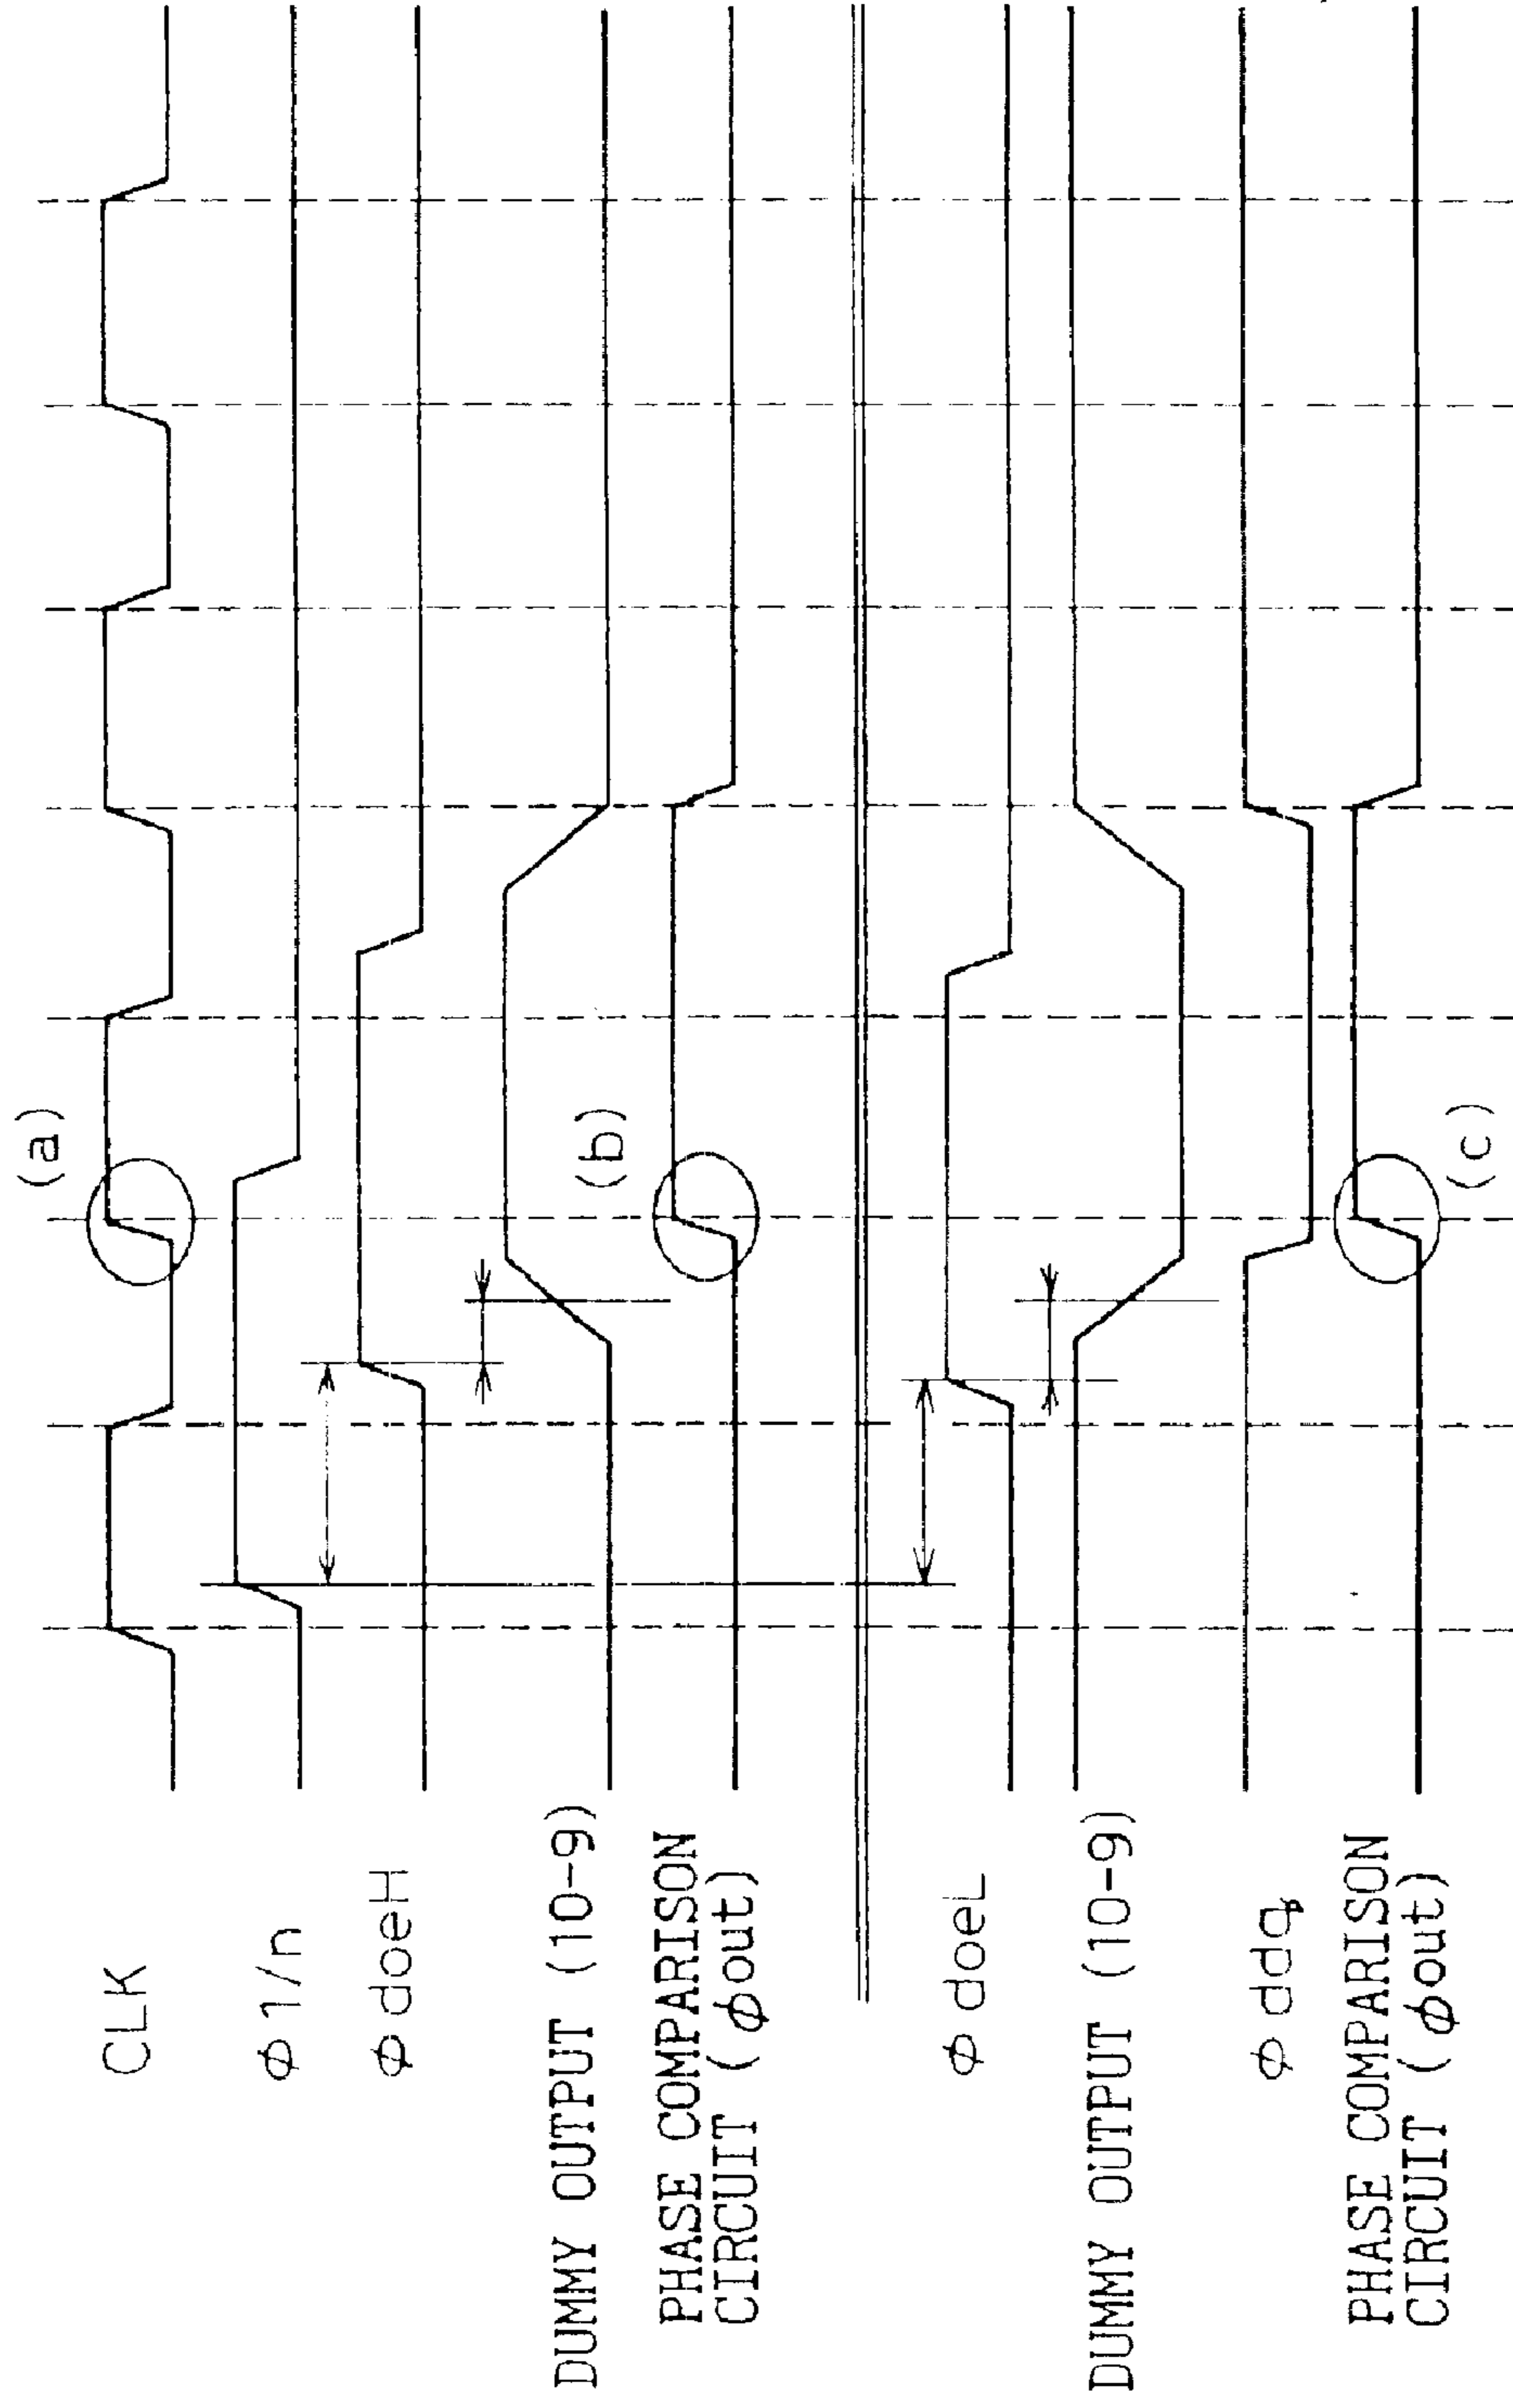 (a)
CLK
ϕ 1/n
ϕ doeH
DUMMY OUTPUT (10-9)
(b)
PHASE COMPARISON
CIRCUIT (ϕout)
ϕ doeL
DUMMY OUTPUT (10-9)
ϕ ddq
PHASE COMPARISON
CIRCUIT (ϕout)
(c)